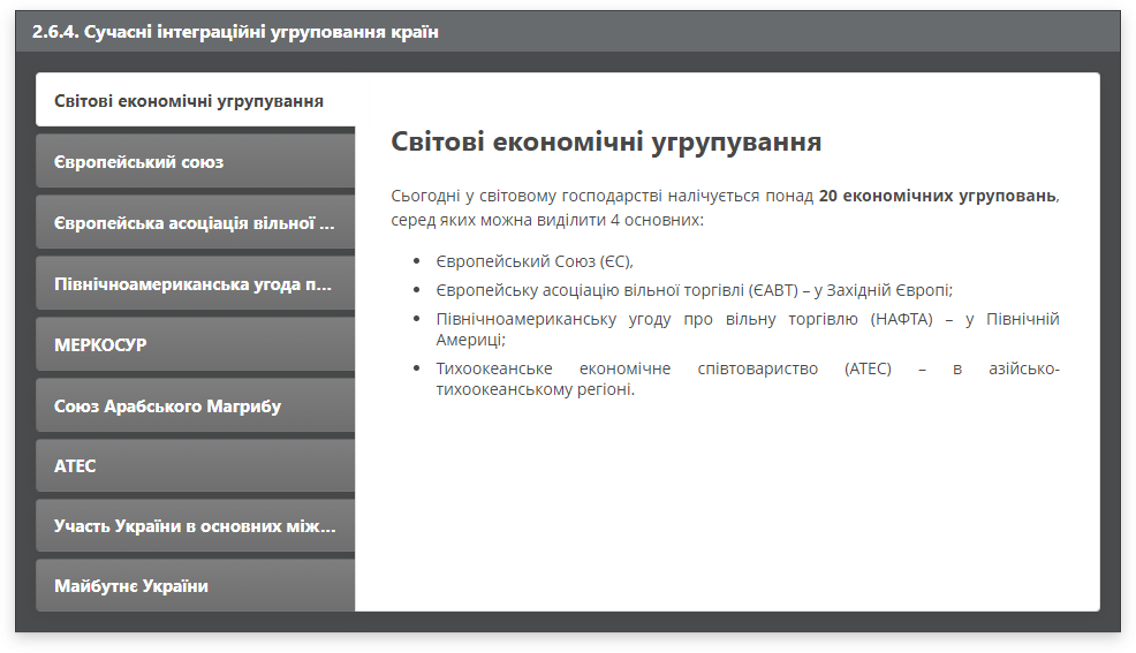 2.6.4. Сучасні інтеграційні угруповання країн
Світові економічні угрупування
Європейський союз
Європейська асоціація вільної ...
Північноамериканська угода п...
МЕРКОСУР
Союз Арабського Магрибу
АТЕС
Участь України в основних між...
Майбутнє України
Світові економічні угрупування
Сьогодні у світовому господарстві налічується понад 20 економічних угруповань,
серед яких можна виділити 4 основних:
• Європейський Союз (ЄС),
• Європейську асоціацію вільної торгівлі (ЄАВТ) – у Західній Європі;
• Північноамериканську угоду про вільну торгівлю (НАФТА) – у Північній
Америці;
• Тихоокеанське економічне співтовариство (АТЕС) – в азійсько-
тихоокеанському регіоні.